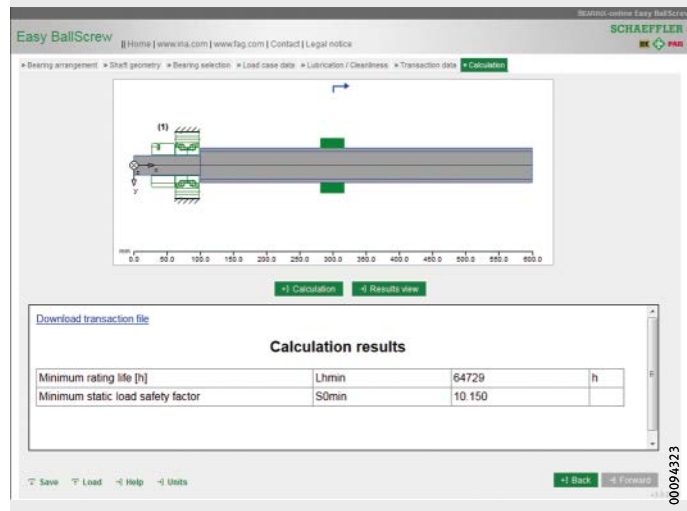 BEARINX-online Easy BallScrew
Easy BallScrew
|| Home | www.ina.com | www.fag.com | Contact | Legal notice
SCHAEFFLER
FAG
Bearing arrangement Shaft geometry Bearing selection Load case data Lubrication / Cleanliness Transaction data Calculation
(1)
x
z
y
mm
0.0 50.0 100.0 150.0 200.0 250.0 300.0 350.0 400.0 450.0 500.0 550.0 600.0
Calculation Results view
Download transaction file
Calculation results
Minimum rating life [h] Lhmin 64729 h
Minimum static load safety factor S0min 10.150
Save Load Help Units
Back Forward
00094323